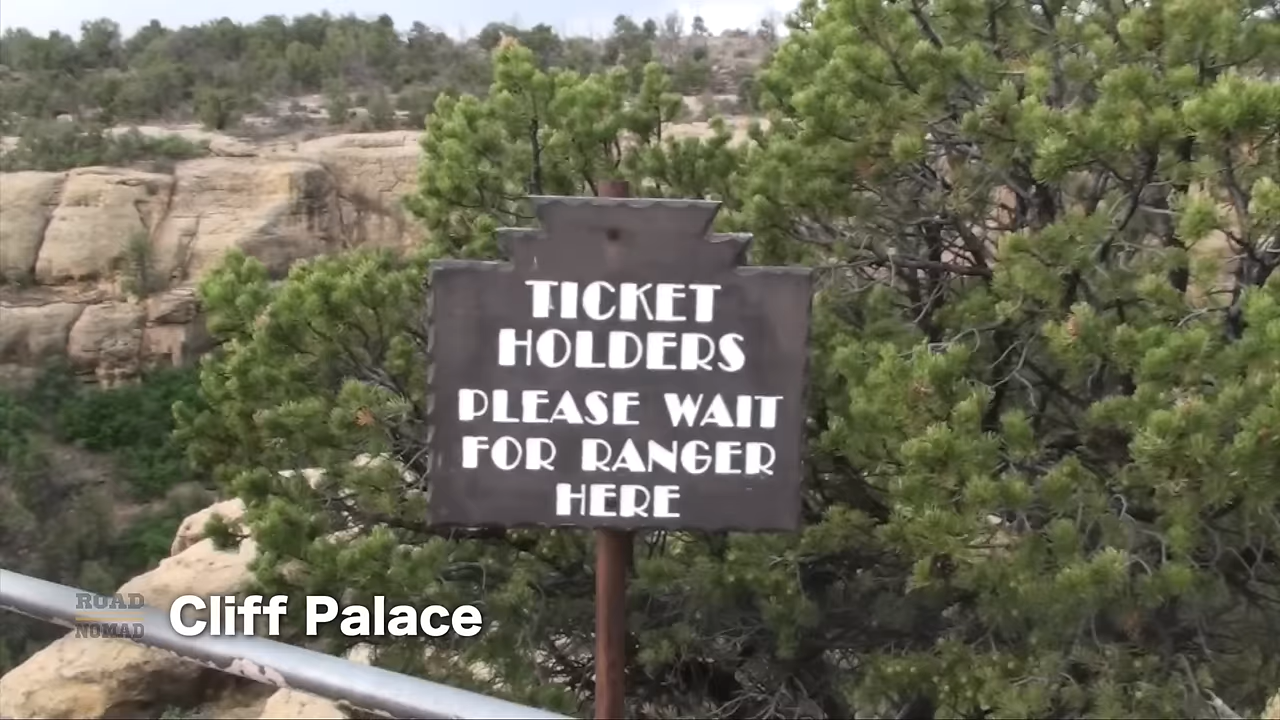 TICKET
HOLDERS
PLEASE WAIT
FOR RANGER
HERE
ROAD
NOMAD
Cliff Palace